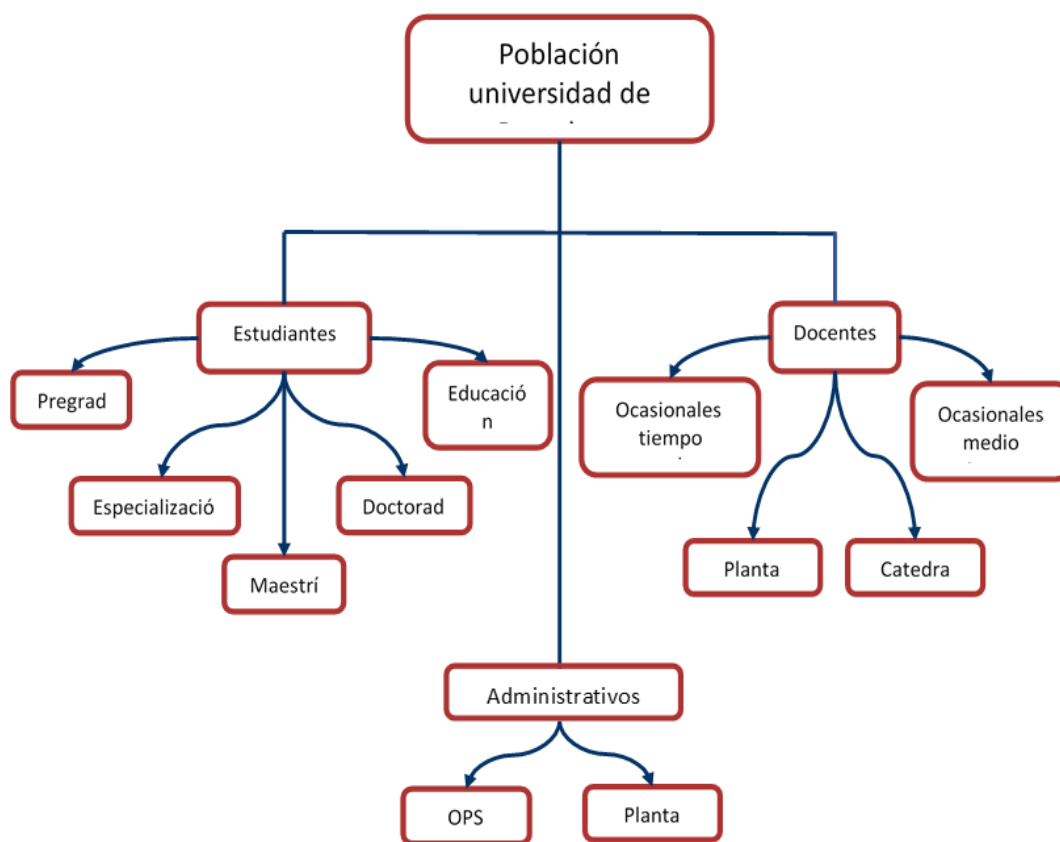 Población
universidad de
Estudiantes
Docentes
Pregrad
Educació
n
Ocasionales
tiempo
Ocasionales
medio
Especializació
Doctorad
Maestrí
Planta
Catedra
Administrativos
OPS
Planta